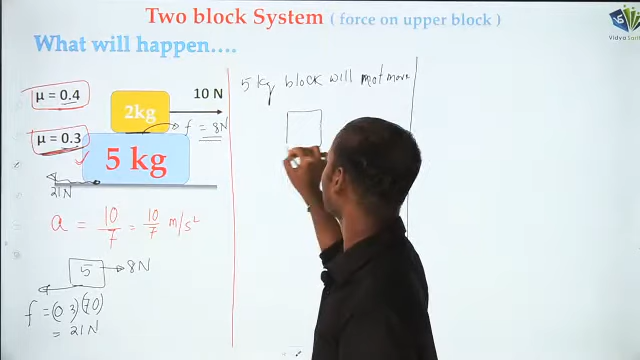 Two block System ( force on upper block )
What will happen....
μ = 0.4
2kg
10 N
f = 8N
μ = 0.3
5 kg
21N
a = 10/7 = 10/7 m/s²
5
8N
f = (0 3)(70)
= 21N
5 kg block will not move